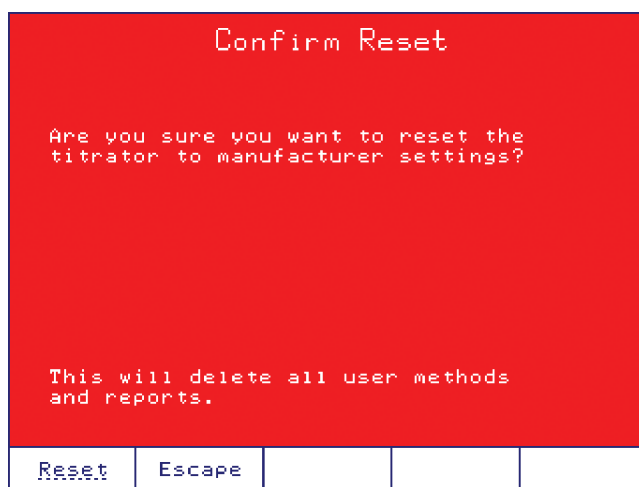 Confirm Reset
Are you sure you want to reset the
titrator to manufacturer settings?
This will delete all user methods
and reports.
Reset Escape